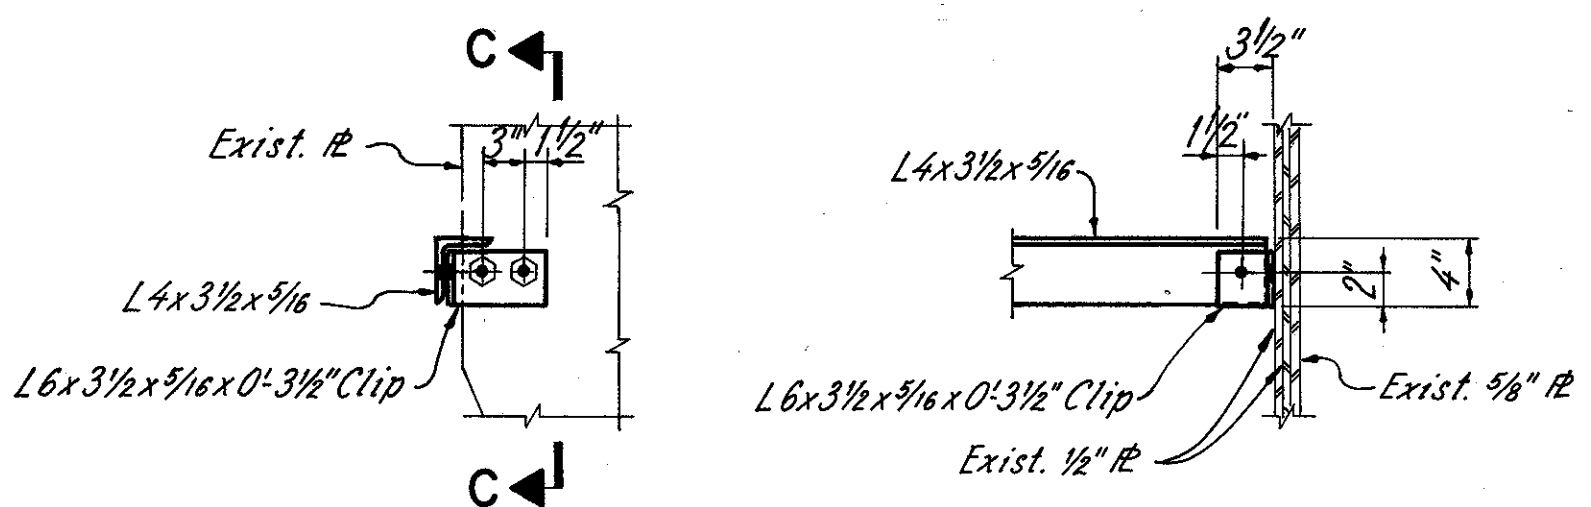 C
Exist. ⅊
3" 1½"
L4x3½x5/16
L6x3½x5/16x0'-3½" Clip
C
3½"
1½"
L4x3½x5/16
2"
4"
L6x3½x5/16x0'-3½" Clip
Exist. 5/8" ⅊
Exist. ½" ⅊